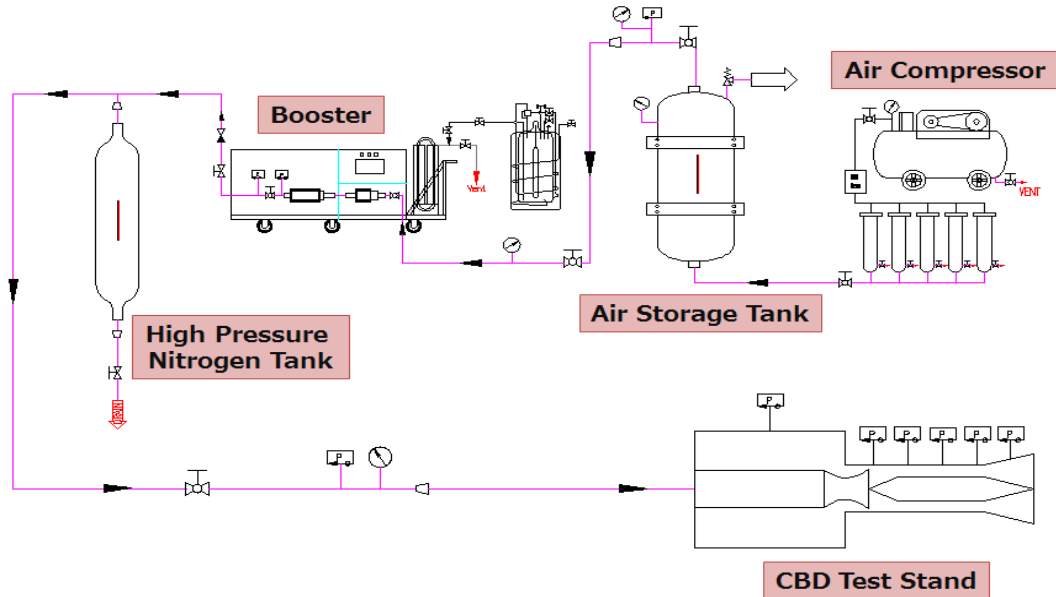 P
Air Compressor
Booster
P
P
Vent
VENT
Air Storage Tank
High Pressure
Nitrogen Tank
P
P
P
P
P
P
P
CBD Test Stand